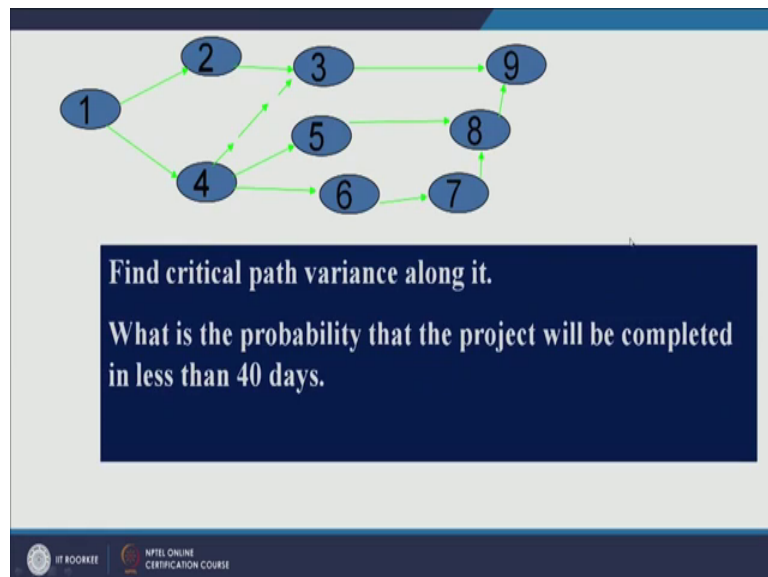 2
3
9
1
5
8
4
6
7
Find critical path variance along it.
What is the probability that the project will be completed
in less than 40 days.
IIT ROORKEE
NPTEL ONLINE
CERTIFICATION COURSE